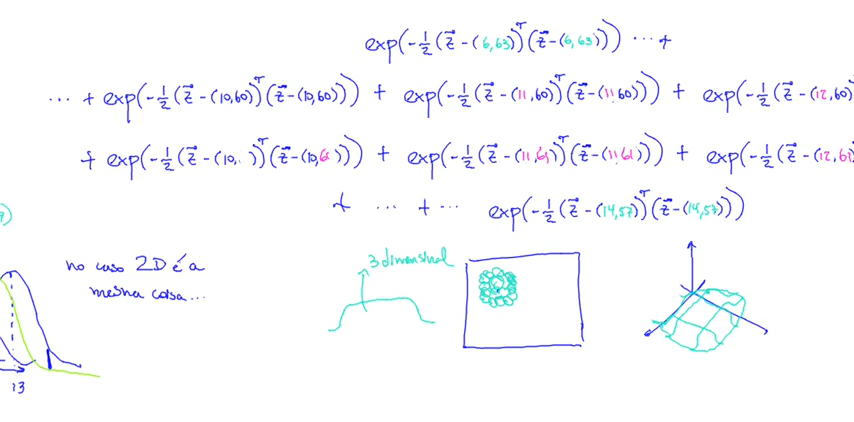 exp(-1/2 (z⃗ - (6,63))ᵀ(z⃗ - (6,63))) ... +
... + exp(-1/2 (z⃗ - (10,60))ᵀ(z⃗ - (10,60))) + exp(-1/2 (z⃗ - (11,60))ᵀ(z⃗ - (11,60))) + exp(-1/2 (z⃗ - (12,60)
+ exp(-1/2 (z⃗ - (10, ))ᵀ(z⃗ - (10,61))) + exp(-1/2 (z⃗ - (11,61))ᵀ(z⃗ - (11,61))) + exp(-1/2 (z⃗ - (12,61)
+ ... + ... exp(-1/2 (z⃗ - (14,57))ᵀ(z⃗ - (14,57)))
no caso 2D é a
mesma coisa...
3 dimensional
13